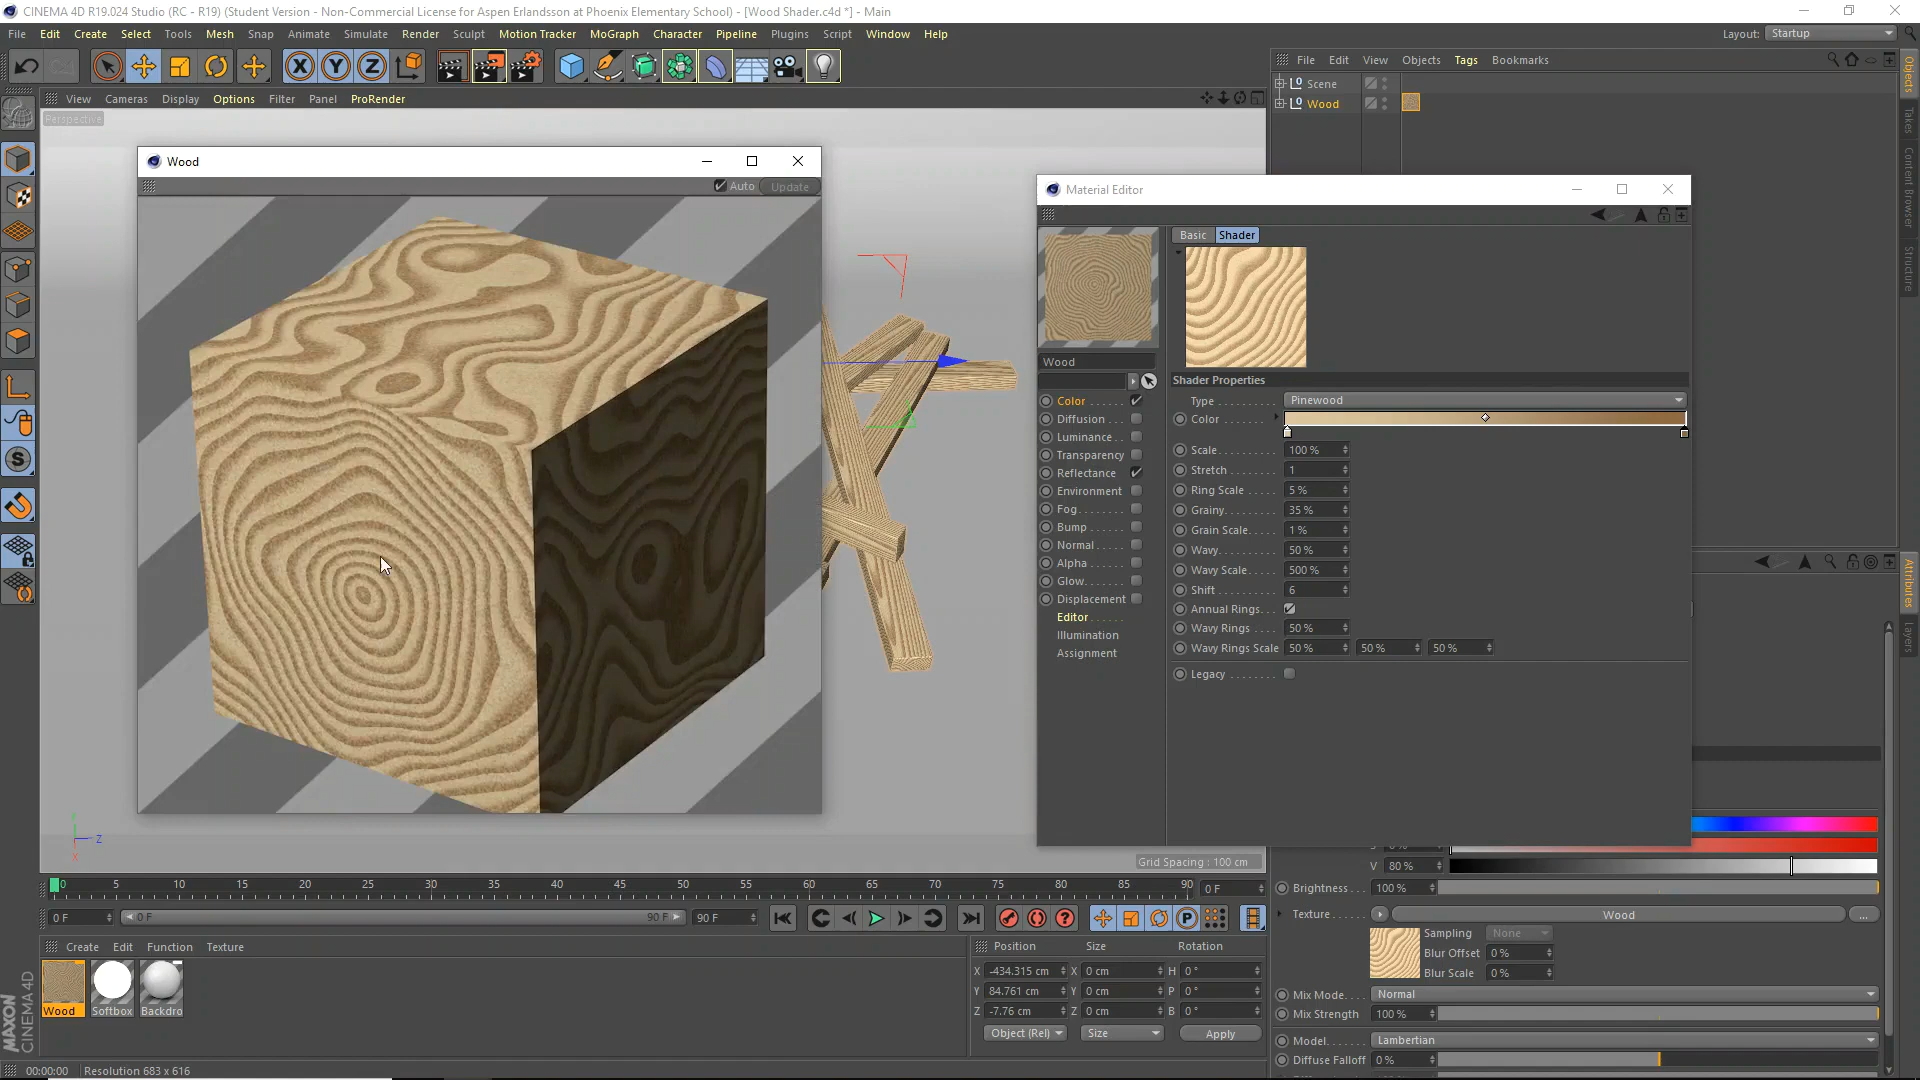 CINEMA 4D R19.024 Studio (RC - R19) (Student Version - Non-Commercial License for Aspen Erlandsson at Phoenix Elementary School) - [Wood Shader.c4d *] - Main
File Edit Create Select Tools Mesh Snap Animate Simulate Render Sculpt Motion Tracker MoGraph Character Pipeline Plugins Script Window Help
Layout: Startup
X Y Z
File Edit View Objects Tags Bookmarks
View Cameras Display Options Filter Panel ProRender
Perspective
Scene
Wood
Objects
Takes
Content Browser
Structure
Wood
Auto Update
Material Editor
Basic Shader
Wood
Color
Diffusion
Luminance
Transparency
Reflectance
Environment
Fog
Bump
Normal
Alpha
Glow
Displacement
Editor
Illumination
Assignment
Shader Properties
Type Pinewood
Color
Scale 100 %
Stretch 1
Ring Scale 5 %
Grainy 35 %
Grain Scale 1 %
Wavy 50 %
Wavy Scale 500 %
Shift 6
Annual Rings
Wavy Rings 50 %
Wavy Rings Scale 50 % 50 % 50 %
Legacy
Attributes
Layers
V 80 %
Brightness 100 %
Texture Wood ...
Sampling None
Blur Offset 0 %
Blur Scale 0 %
Mix Mode Normal
Mix Strength 100 %
Model Lambertian
Diffuse Falloff 0 %
Y
Z
X
Grid Spacing : 100 cm
0 5 10 15 20 25 30 35 40 45 50 55 60 65 70 75 80 85 90 0 F
0 F 0 F 90 F 90 F
Create Edit Function Texture
Wood Softbox Backdro
Position Size Rotation
X -434.315 cm X 0 cm H 0 °
Y 84.761 cm Y 0 cm P 0 °
Z -7.76 cm Z 0 cm B 0 °
Object (Rel) Size Apply
MAXON
CINEMA 4D
00:00:00 Resolution 683 x 616